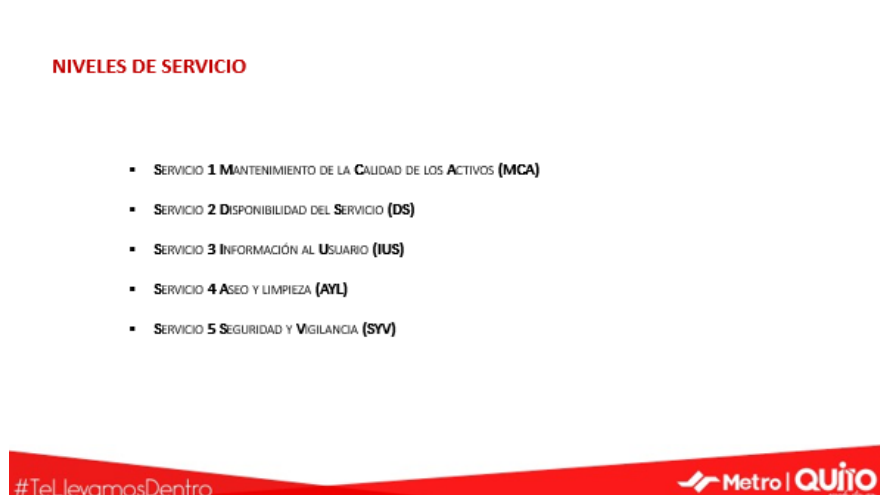 NIVELES DE SERVICIO
▪ Servicio 1 Mantenimiento de la Calidad de los Activos (MCA)
▪ Servicio 2 Disponibilidad del Servicio (DS)
▪ Servicio 3 Información al Usuario (IUS)
▪ Servicio 4 Aseo y limpieza (AYL)
▪ Servicio 5 Seguridad y Vigilancia (SYV)
#TeLlevamosDentro
Metro | QUITO